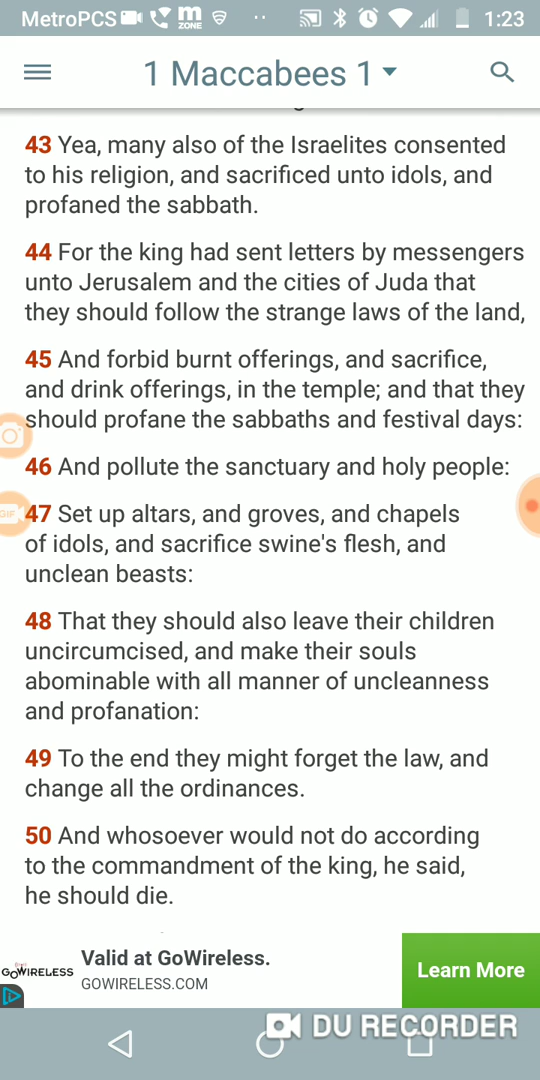 MetroPCS 1:23
m
ZONE
1 Maccabees 1
43 Yea, many also of the Israelites consented
to his religion, and sacrificed unto idols, and
profaned the sabbath.
44 For the king had sent letters by messengers
unto Jerusalem and the cities of Juda that
they should follow the strange laws of the land,
45 And forbid burnt offerings, and sacrifice,
and drink offerings, in the temple; and that they
should profane the sabbaths and festival days:
46 And pollute the sanctuary and holy people:
GIF
47 Set up altars, and groves, and chapels
of idols, and sacrifice swine's flesh, and
unclean beasts:
48 That they should also leave their children
uncircumcised, and make their souls
abominable with all manner of uncleanness
and profanation:
49 To the end they might forget the law, and
change all the ordinances.
50 And whosoever would not do according
to the commandment of the king, he said,
he should die.
GOWIRELESS
Valid at GoWireless.
GOWIRELESS.COM
Learn More
DU RECORDER